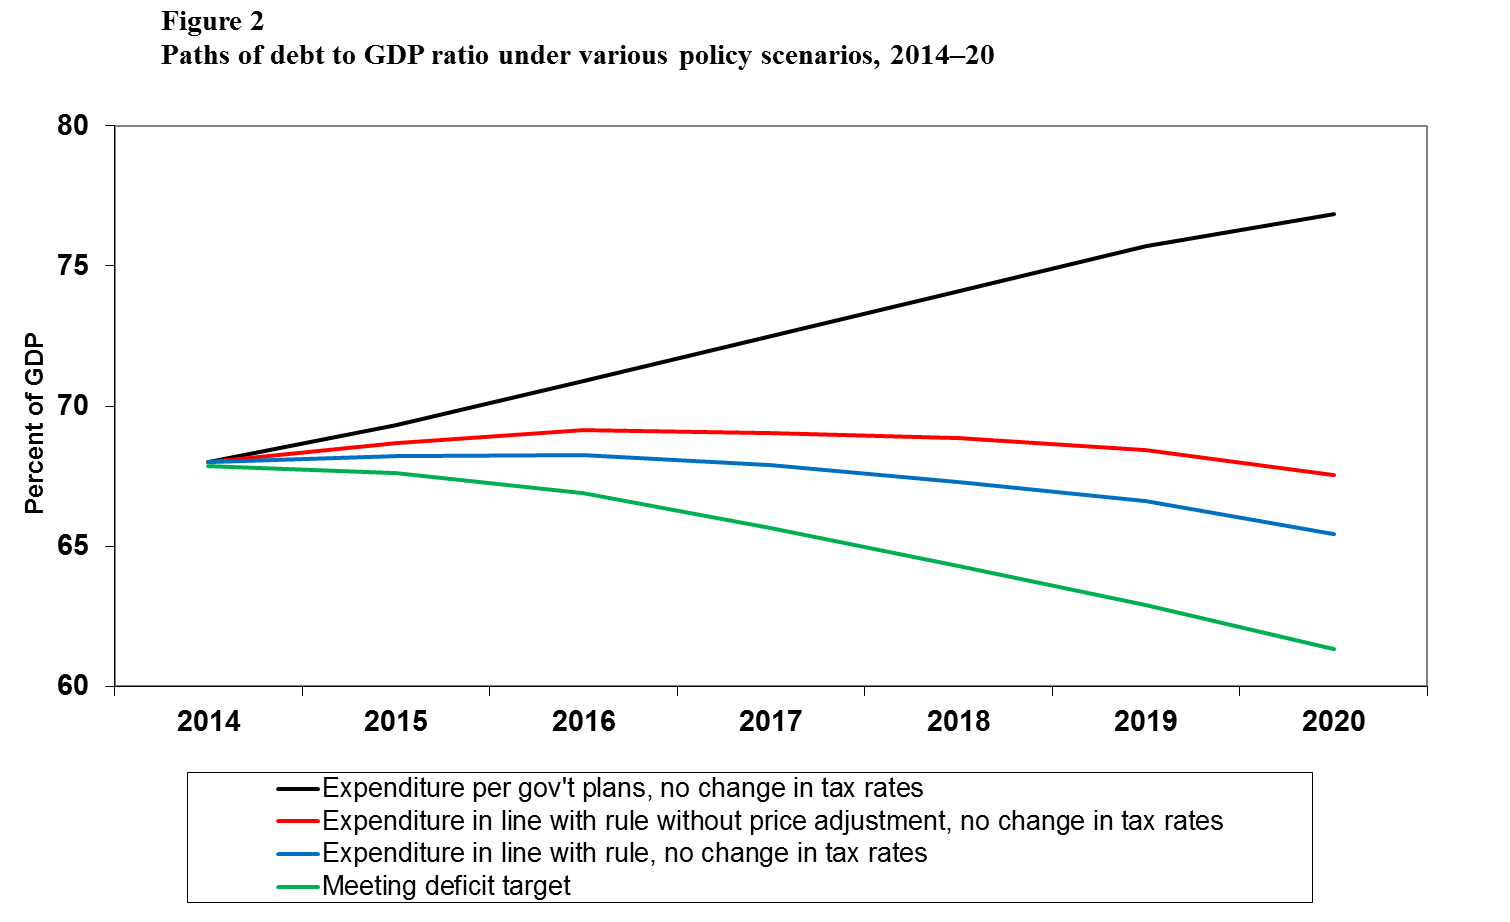 Figure 2
Paths of debt to GDP ratio under various policy scenarios, 2014–20
80
75
70
65
60
Percent of GDP
2014 2015 2016 2017 2018 2019 2020
Expenditure per gov't plans, no change in tax rates
Expenditure in line with rule without price adjustment, no change in tax rates
Expenditure in line with rule, no change in tax rates
Meeting deficit target